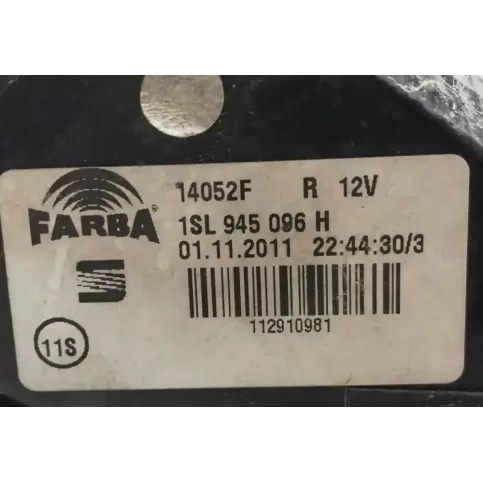 14052F R 12V
FARBA®
1SL 945 096 H
01.11.2011 22:44:30/3
112910981
11S